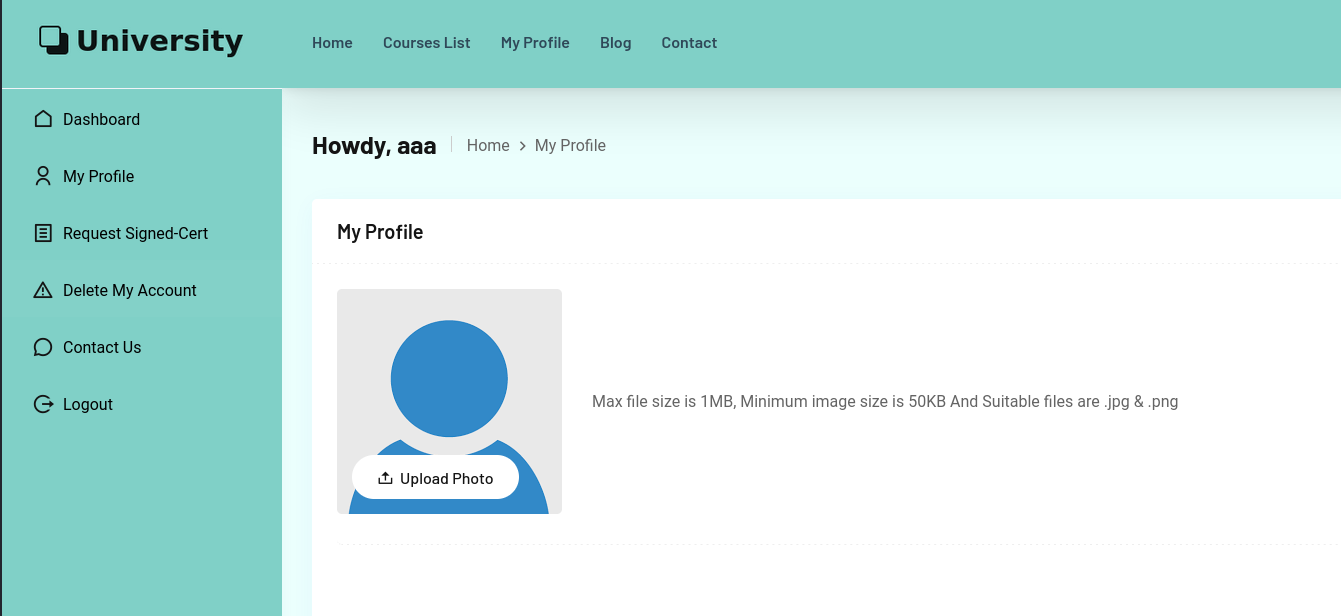 University
Home Courses List My Profile Blog Contact
Dashboard
My Profile
Request Signed-Cert
Delete My Account
Contact Us
Logout
Howdy, aaa Home > My Profile
My Profile
Upload Photo
Max file size is 1MB, Minimum image size is 50KB And Suitable files are .jpg & .png